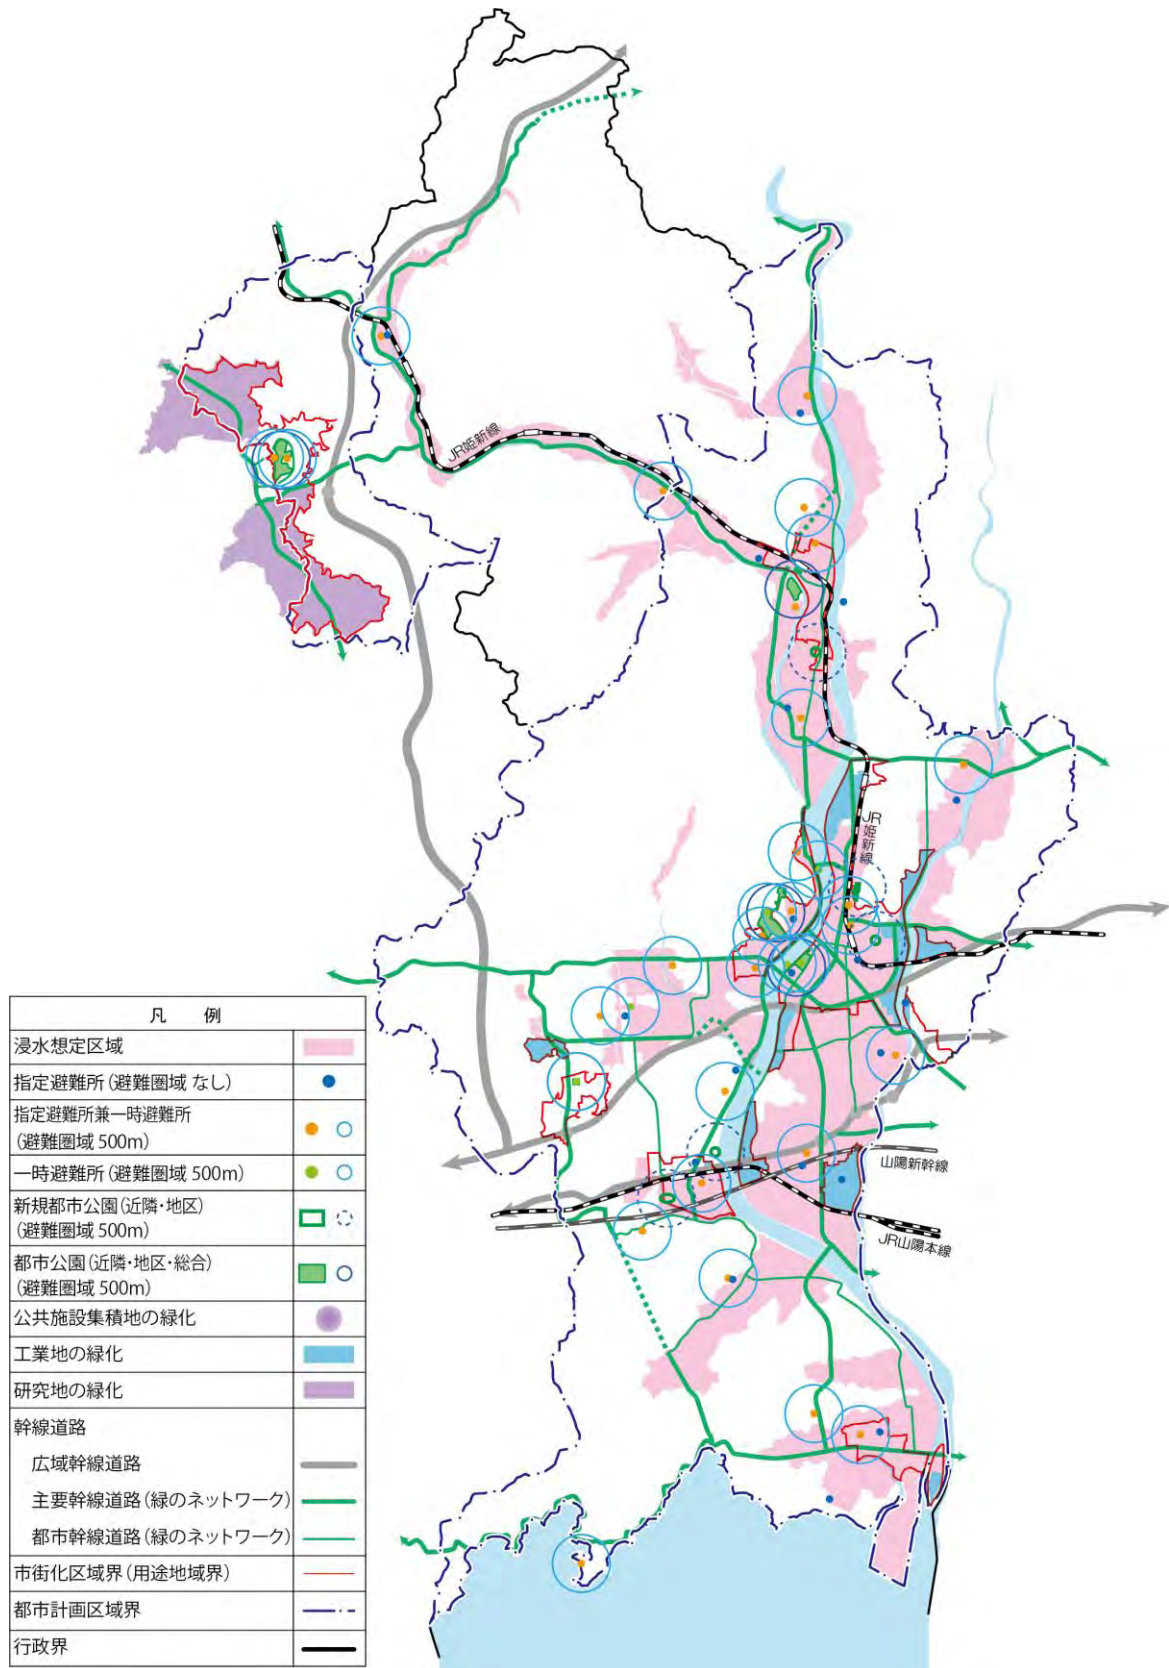 JR姫新線
JR姫新線
山陽新幹線
JR山陽本線
凡 例
浸水想定区域
指定避難所(避難圏域 なし)
指定避難所兼一時避難所
(避難圏域 500m)
一時避難所(避難圏域 500m)
新規都市公園(近隣・地区)
(避難圏域 500m)
都市公園(近隣・地区・総合)
(避難圏域 500m)
公共施設集積地の緑化
工業地の緑化
研究地の緑化
幹線道路
広域幹線道路
主要幹線道路(緑のネットワーク)
都市幹線道路(緑のネットワーク)
市街化区域界(用途地域界)
都市計画区域界
行政界